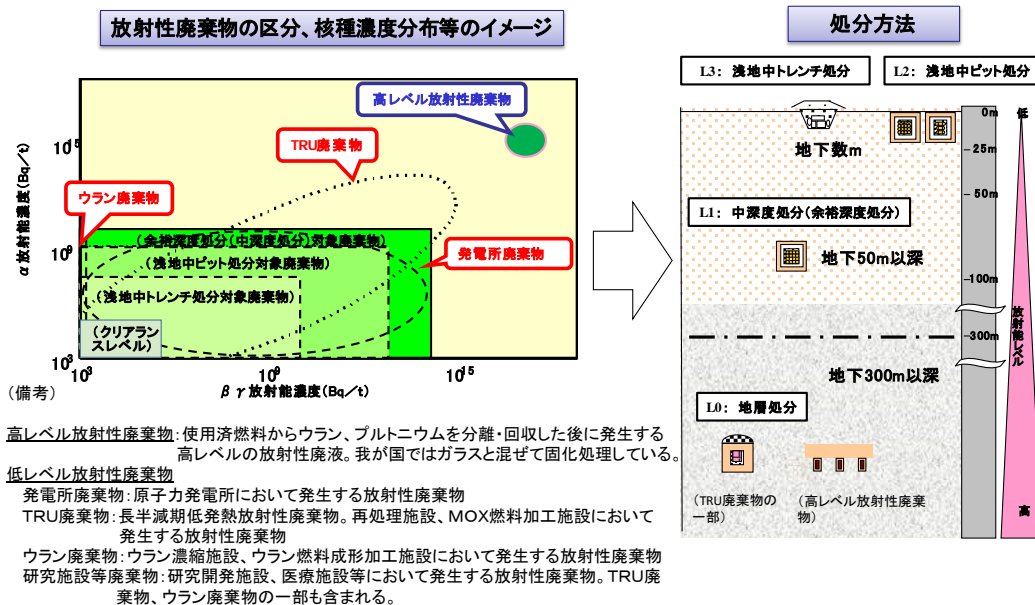 放射性廃棄物の区分、核種濃度分布等のイメージ
α放射能濃度(Bq/t)
10¹⁵
10⁹
10³
高レベル放射性廃棄物
TRU廃棄物
ウラン廃棄物
(余裕深度処分(中深度処分)対象廃棄物)
(浅地中ピット処分対象廃棄物)
発電所廃棄物
(浅地中トレンチ処分対象廃棄物)
(クリアラン
スレベル)
10³
10⁹
10¹⁵
βγ放射能濃度(Bq/t)
(備考)
高レベル放射性廃棄物:使用済燃料からウラン、プルトニウムを分離・回収した後に発生する
高レベルの放射性廃液。我が国ではガラスと混ぜて固化処理している。
低レベル放射性廃棄物
発電所廃棄物:原子力発電所において発生する放射性廃棄物
TRU廃棄物:長半減期低発熱放射性廃棄物。再処理施設、MOX燃料加工施設において
発生する放射性廃棄物
ウラン廃棄物:ウラン濃縮施設、ウラン燃料成形加工施設において発生する放射性廃棄物
研究施設等廃棄物:研究開発施設、医療施設等において発生する放射性廃棄物。TRU廃
棄物、ウラン廃棄物の一部も含まれる。
処分方法
L3: 浅地中トレンチ処分
L2: 浅地中ピット処分
地下数m
L1: 中深度処分(余裕深度処分)
地下50m以深
地下300m以深
L0: 地層処分
(TRU廃棄物の
一部)
(高レベル放射性廃棄
物)
0m
-25m
-50m
-100m
-300m
低
放射能レベル
高